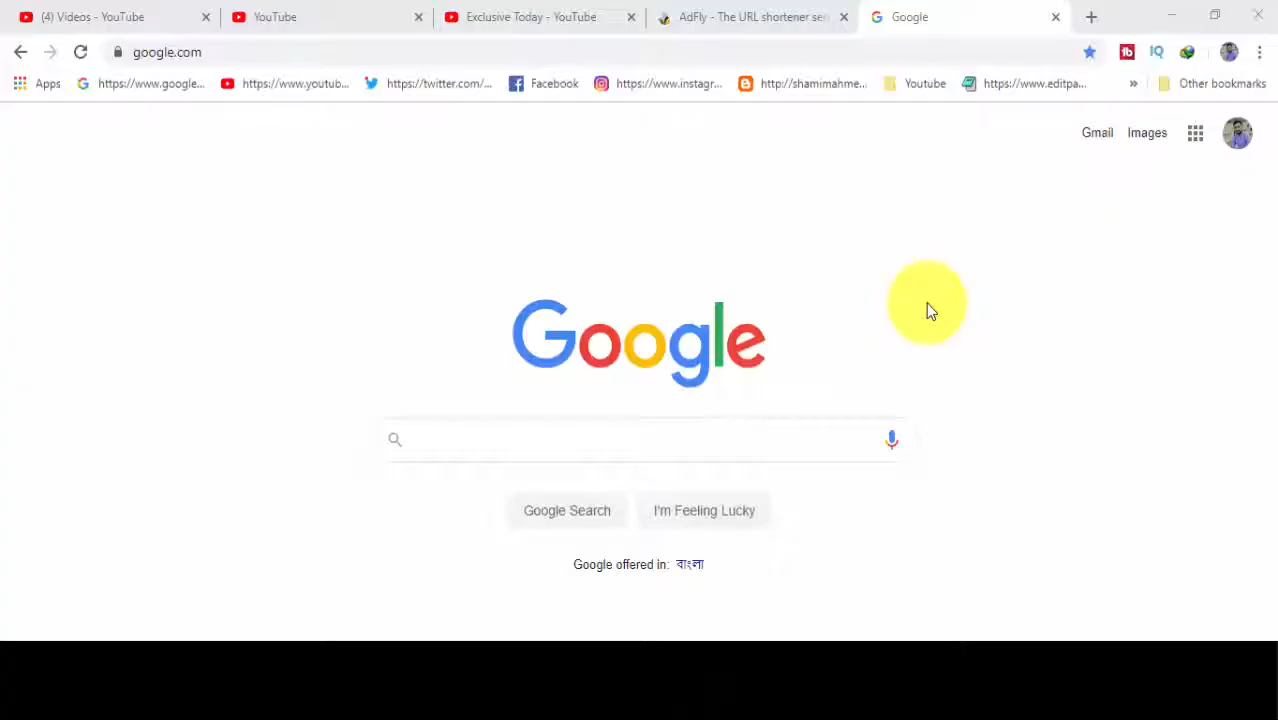 (4) Videos - YouTube
YouTube
Exclusive Today - YouTube
AdFly - The URL shortener ser
Google
google.com
Apps
https://www.google...
https://www.youtub...
https://twitter.com/...
Facebook
https://www.instagr...
http://shamimahme...
Youtube
https://www.editpa...
»
Other bookmarks
Gmail
Images
Google
Google Search
I'm Feeling Lucky
Google offered in: বাংলা